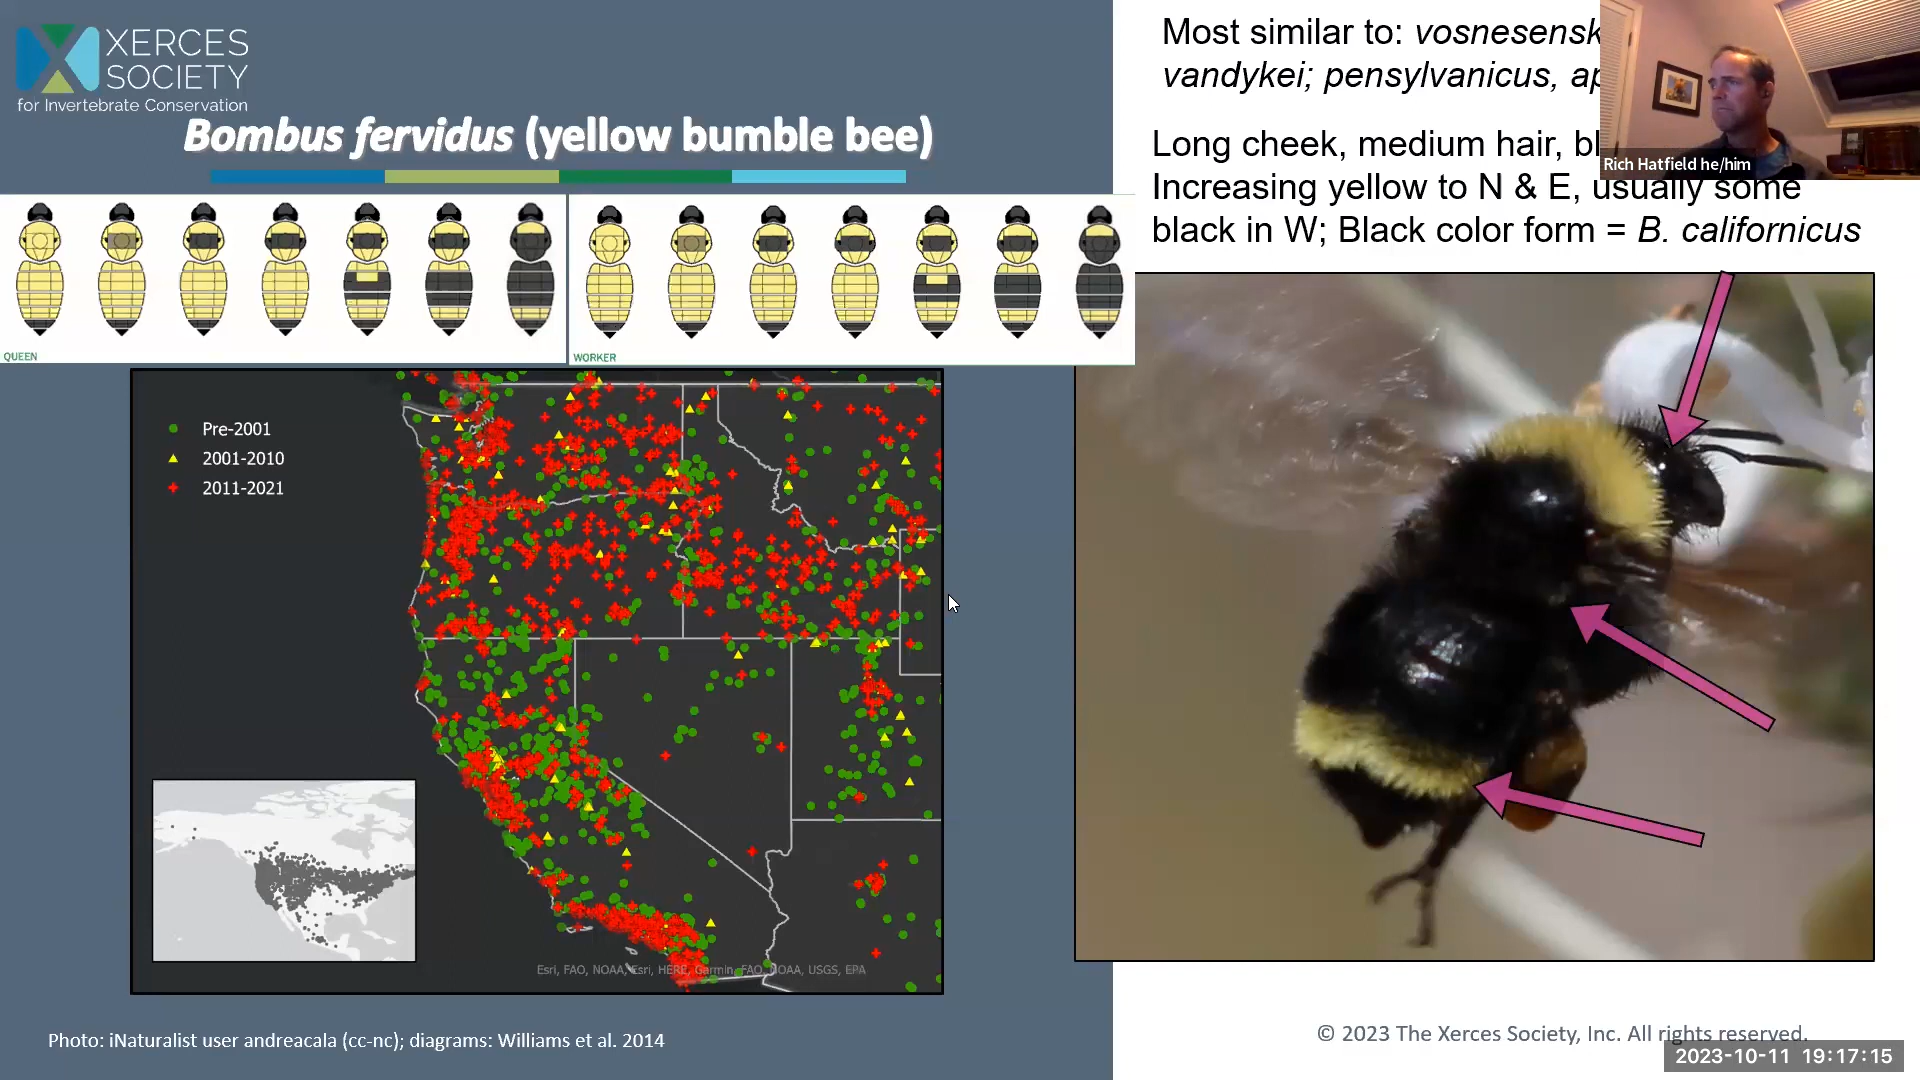 XERCES
SOCIETY
for Invertebrate Conservation
Bombus fervidus (yellow bumble bee)
QUEEN
WORKER
Pre-2001
2001-2010
2011-2021
Esri, FAO, NOAA, Esri, HERE, Garmin, FAO, NOAA, USGS, EPA
Photo: iNaturalist user andreacala (cc-nc); diagrams: Williams et al. 2014
Most similar to: vosnesensk
vandykei; pensylvanicus, ap
Long cheek, medium hair, bl
Increasing yellow to N & E, usually some
black in W; Black color form = B. californicus
Rich Hatfield he/him
© 2023 The Xerces Society, Inc. All rights reserved.
2023-10-11 19:17:15